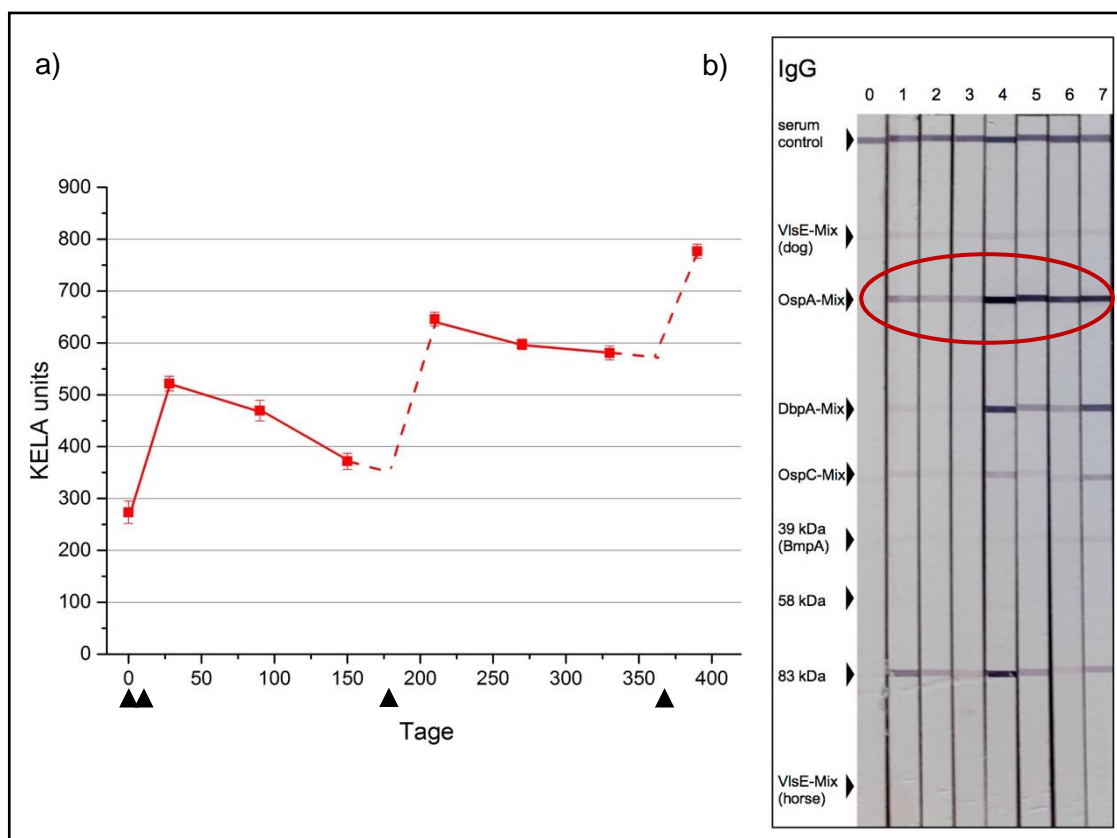 a)
900
800
700
600
500
400
300
200
100
0
KELA units
0 50 100 150 200 250 300 350 400
Tage
b)
IgG
0 1 2 3 4 5 6 7
serum
control
VlsE-Mix
(dog)
OspA-Mix
DbpA-Mix
OspC-Mix
39 kDa
(BmpA)
58 kDa
83 kDa
VlsE-Mix
(horse)